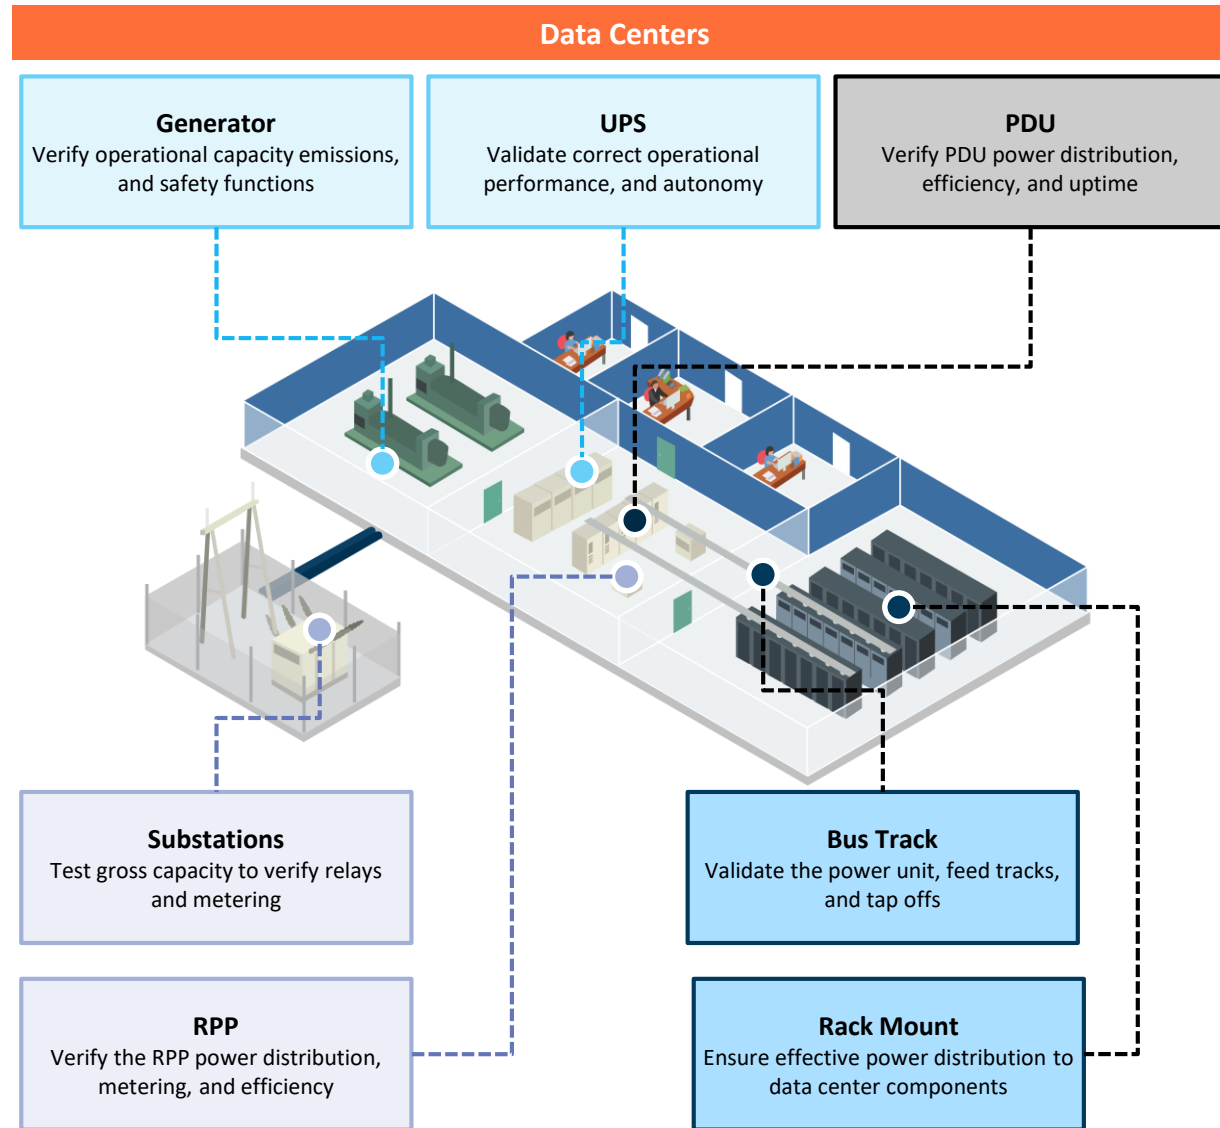 Data Centers
Generator
Verify operational capacity emissions,
and safety functions
UPS
Validate correct operational
performance, and autonomy
PDU
Verify PDU power distribution,
efficiency, and uptime
Substations
Test gross capacity to verify relays
and metering
Bus Track
Validate the power unit, feed tracks,
and tap offs
RPP
Verify the RPP power distribution,
metering, and efficiency
Rack Mount
Ensure effective power distribution to
data center components